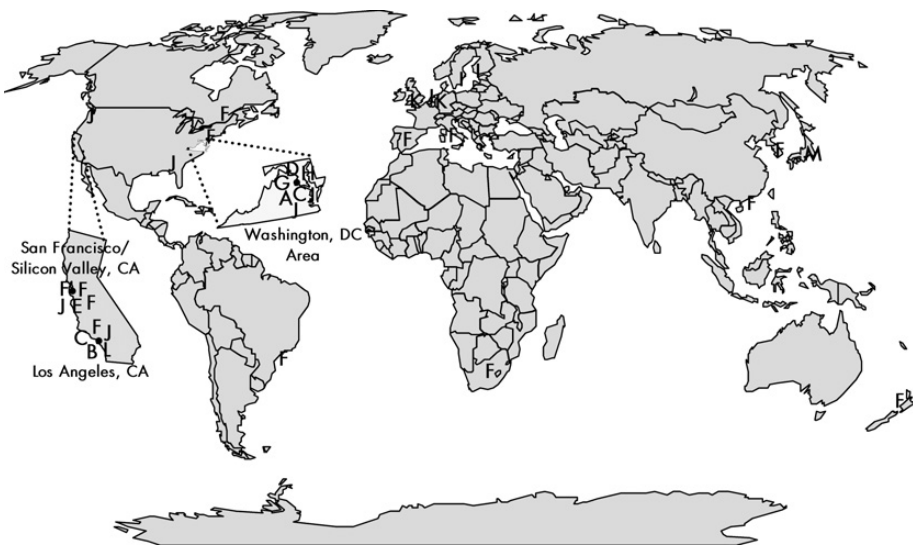 F
F
J
K
J
K
F
F
J
F
M
F
D
H
G
A
C
J
J
Washington, DC
Area
San Francisco/
Silicon Valley, CA
F F
J E F
F J
C
B L
Los Angeles, CA
F
F
F